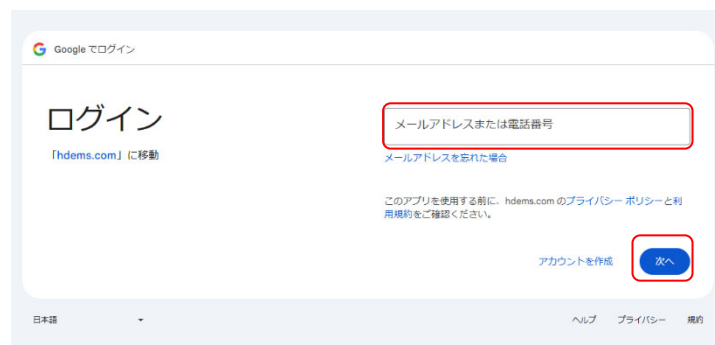 Google でログイン
ログイン
「hdems.com」に移動
メールアドレスまたは電話番号
メールアドレスを忘れた場合
このアプリを使用する前に、hdems.com のプライバシー ポリシーと利
用規約をご確認ください。
アカウントを作成 次へ
日本語 ヘルプ プライバシー 規約